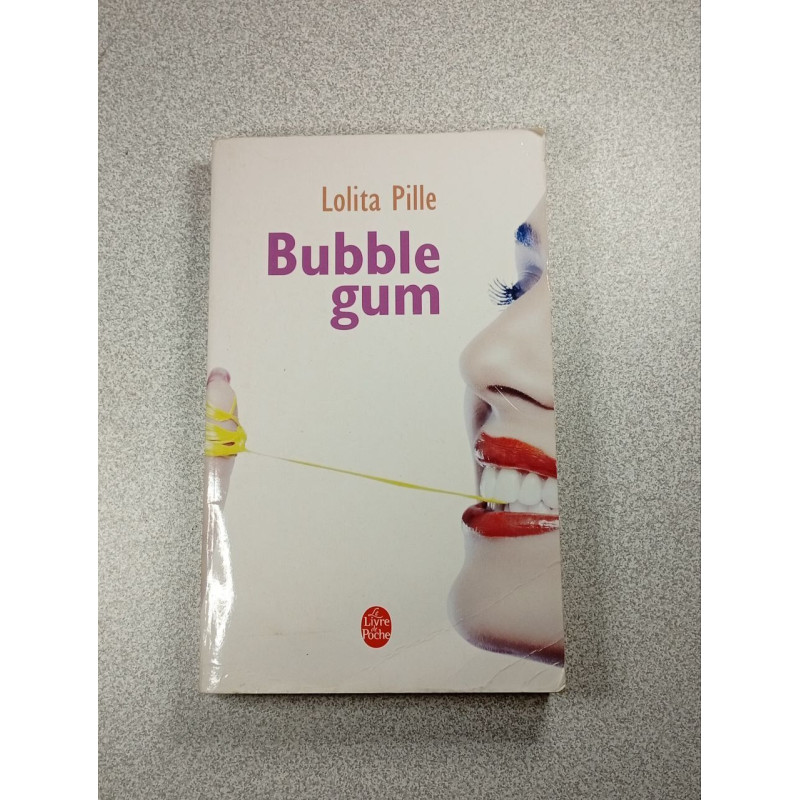 Lolita Pille
Bubble
gum
Le
Livre
de
Poche